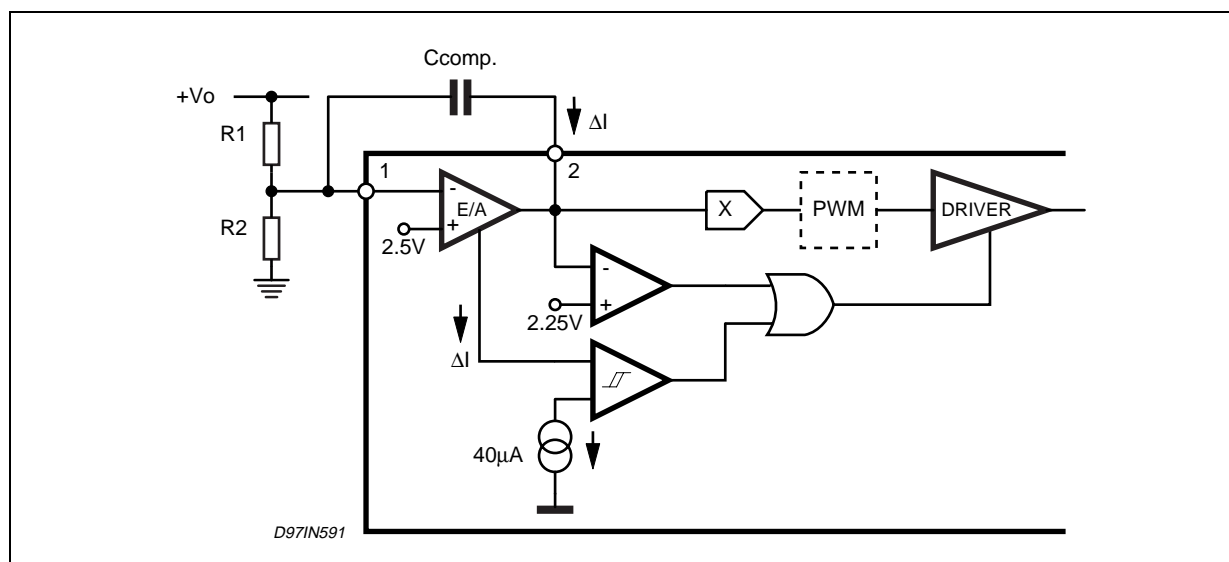 Ccomp.
+Vo
ΔI
R1
1
2
-
E/A
X
PWM
DRIVER
R2
+
2.5V
-
+
2.25V
ΔI
40μA
D97IN591